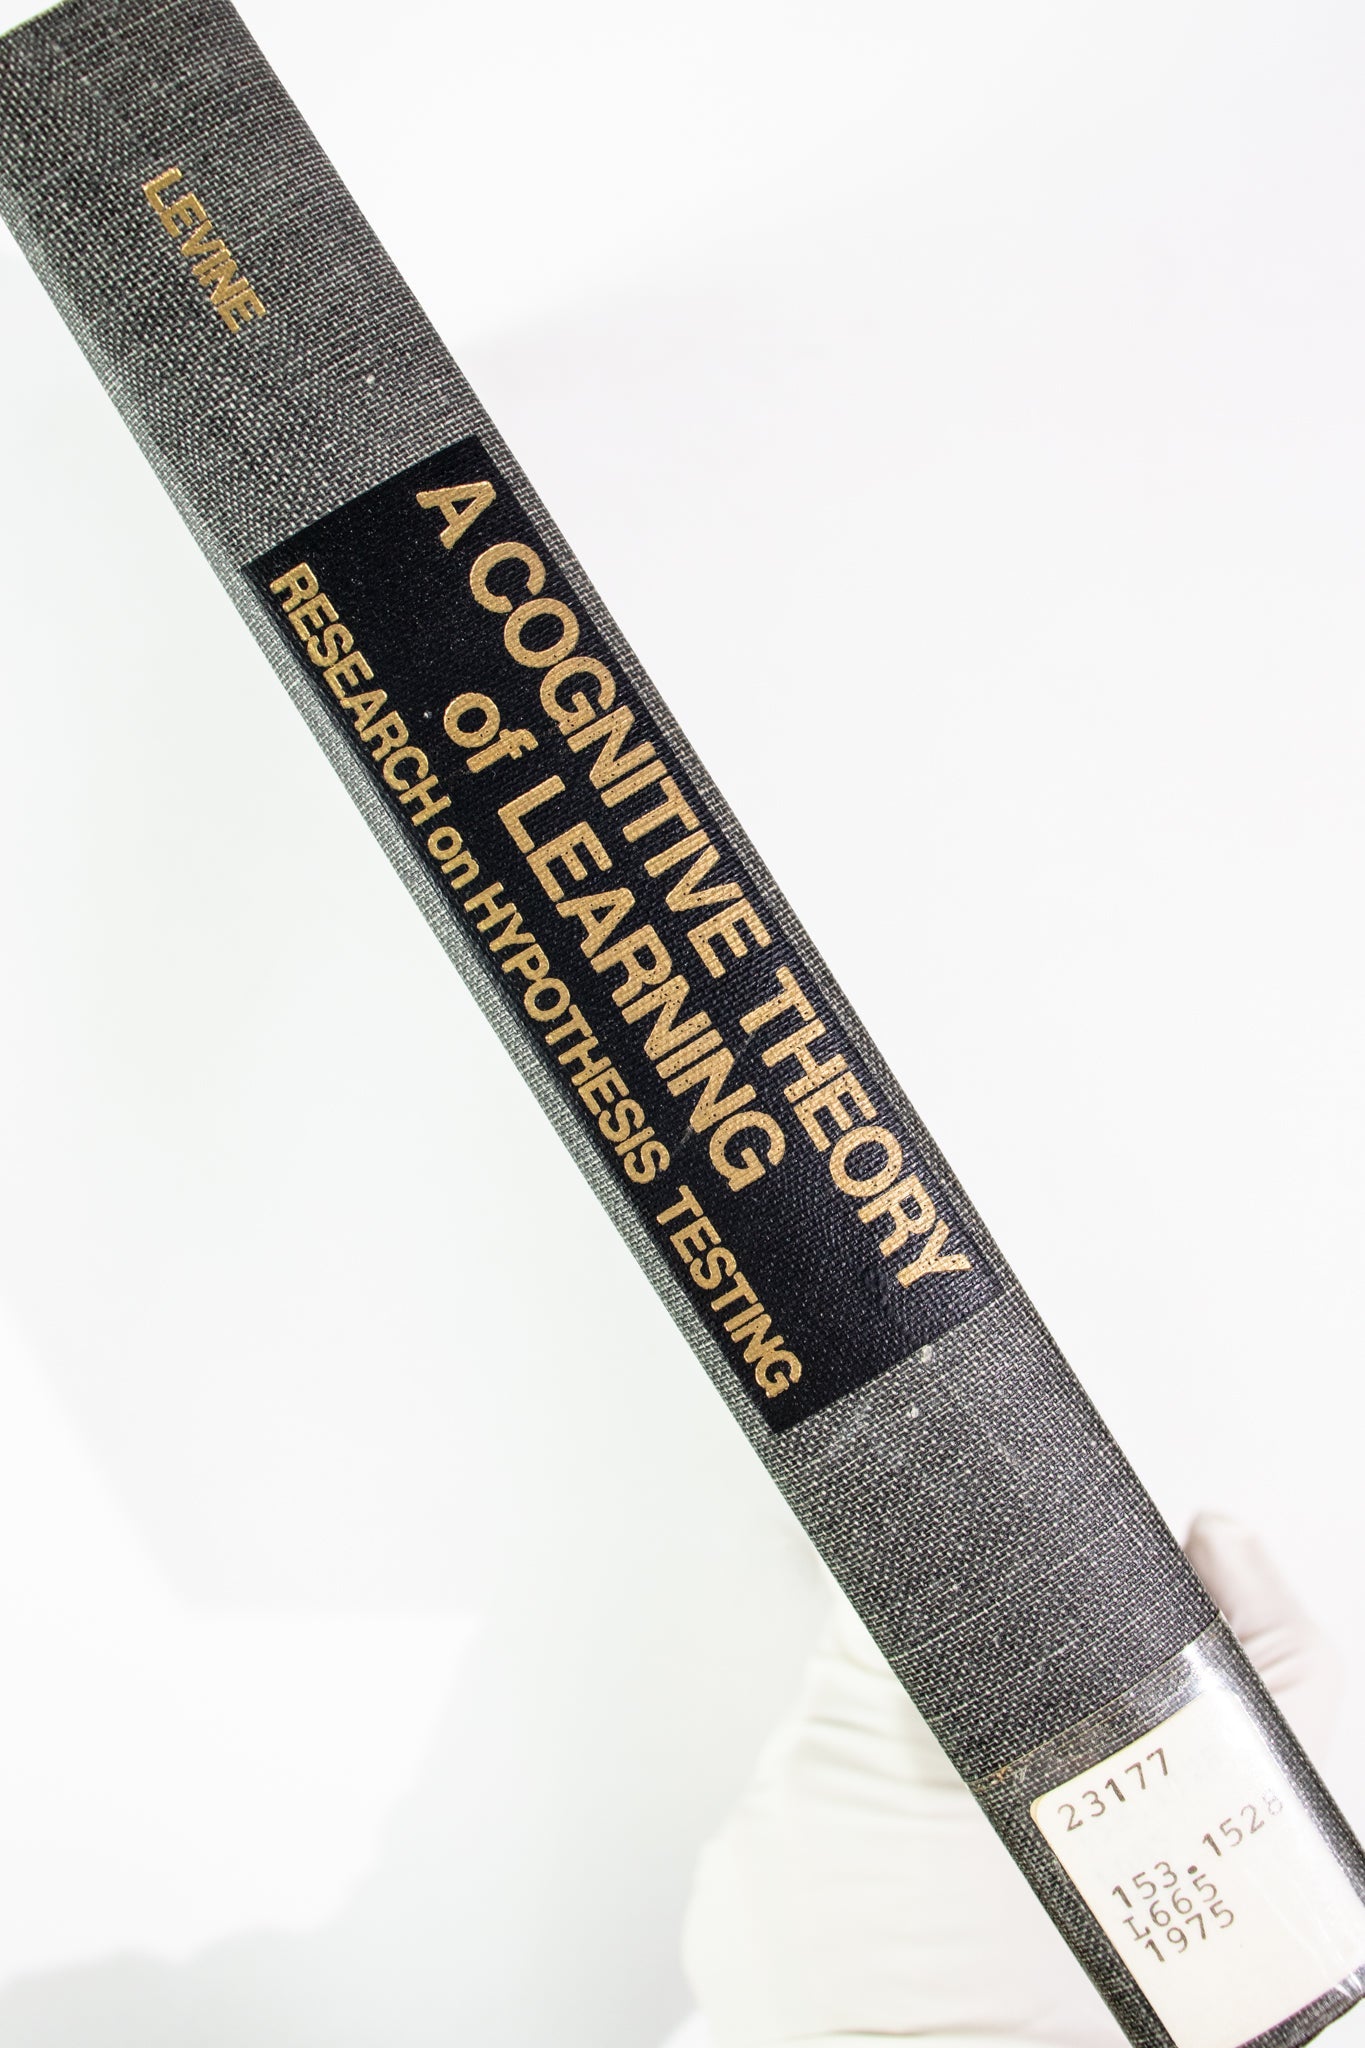 LEVINE
A COGNITIVE THEORY
of LEARNING
RESEARCH on HYPOTHESIS TESTING
23177
153.1528
L665
1975